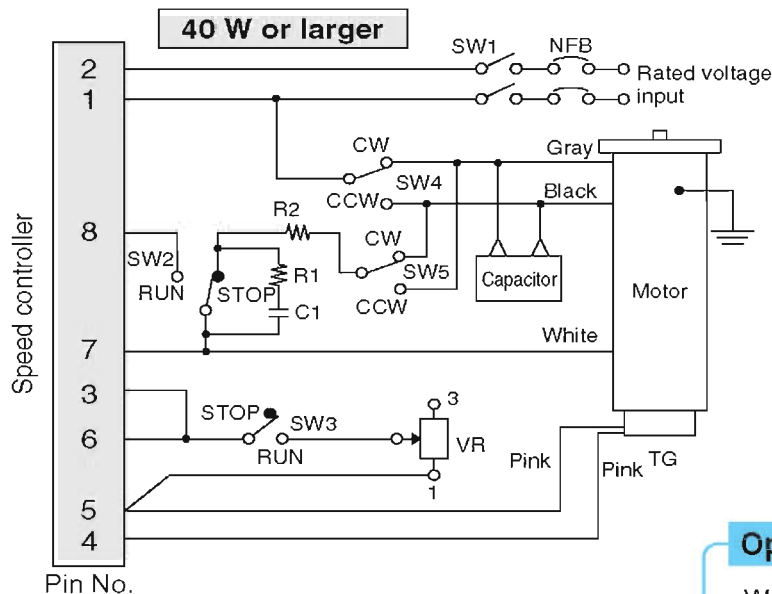 40 W or larger
2
SW1
NFB
Rated voltage
1
input
CW
Gray
SW4
CCW
Black
8
R2
SW2
CW
RUN
STOP
R1
SW5
Capacitor
Motor
C1
CCW
7
White
3
STOP
SW3
3
6
RUN
VR
Pink
Pink
TG
1
5
4
Speed controller
Pin No.
Op
W